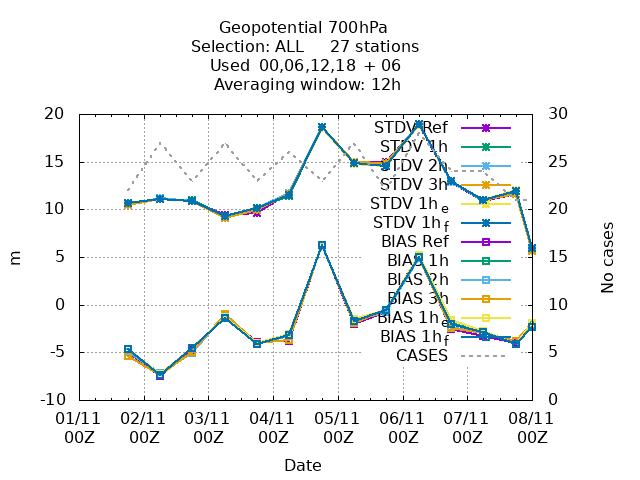 Geopotential 700hPa
Selection: ALL 27 stations
Used 00,06,12,18 + 06
Averaging window: 12h
20
15
10
5
0
-5
-10
m
30
25
20
15
10
5
0
No cases
STDV Ref
STDV 1h
STDV 2h
STDV 3h
STDV 1h e
STDV 1h f
BIAS Ref
BIAS 1h
BIAS 2h
BIAS 3h
BIAS 1h e
BIAS 1h f
CASES
01/11 02/11 03/11 04/11 05/11 06/11 07/11 08/11
00Z 00Z 00Z 00Z 00Z 00Z 00Z 00Z
Date